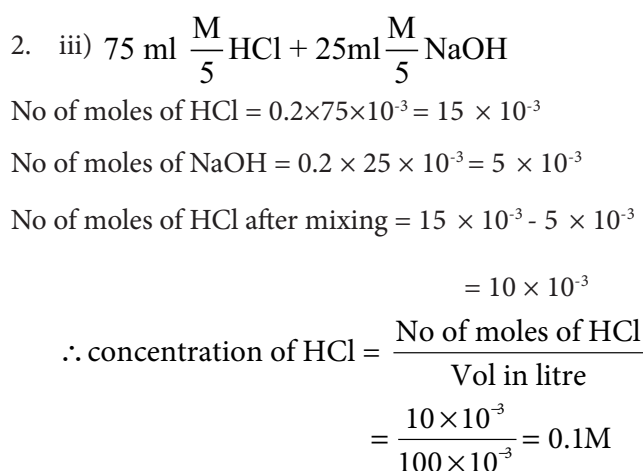 2. iii) 75 ml M/5 HCl + 25ml M/5 NaOH
No of moles of HCl = 0.2×75×10⁻³ = 15 × 10⁻³
No of moles of NaOH = 0.2 × 25 × 10⁻³ = 5 × 10⁻³
No of moles of HCl after mixing = 15 × 10⁻³ - 5 × 10⁻³
= 10 × 10⁻³
∴ concentration of HCl = No of moles of HCl / Vol in litre
= 10 × 10⁻³ / 100 × 10⁻³ = 0.1M